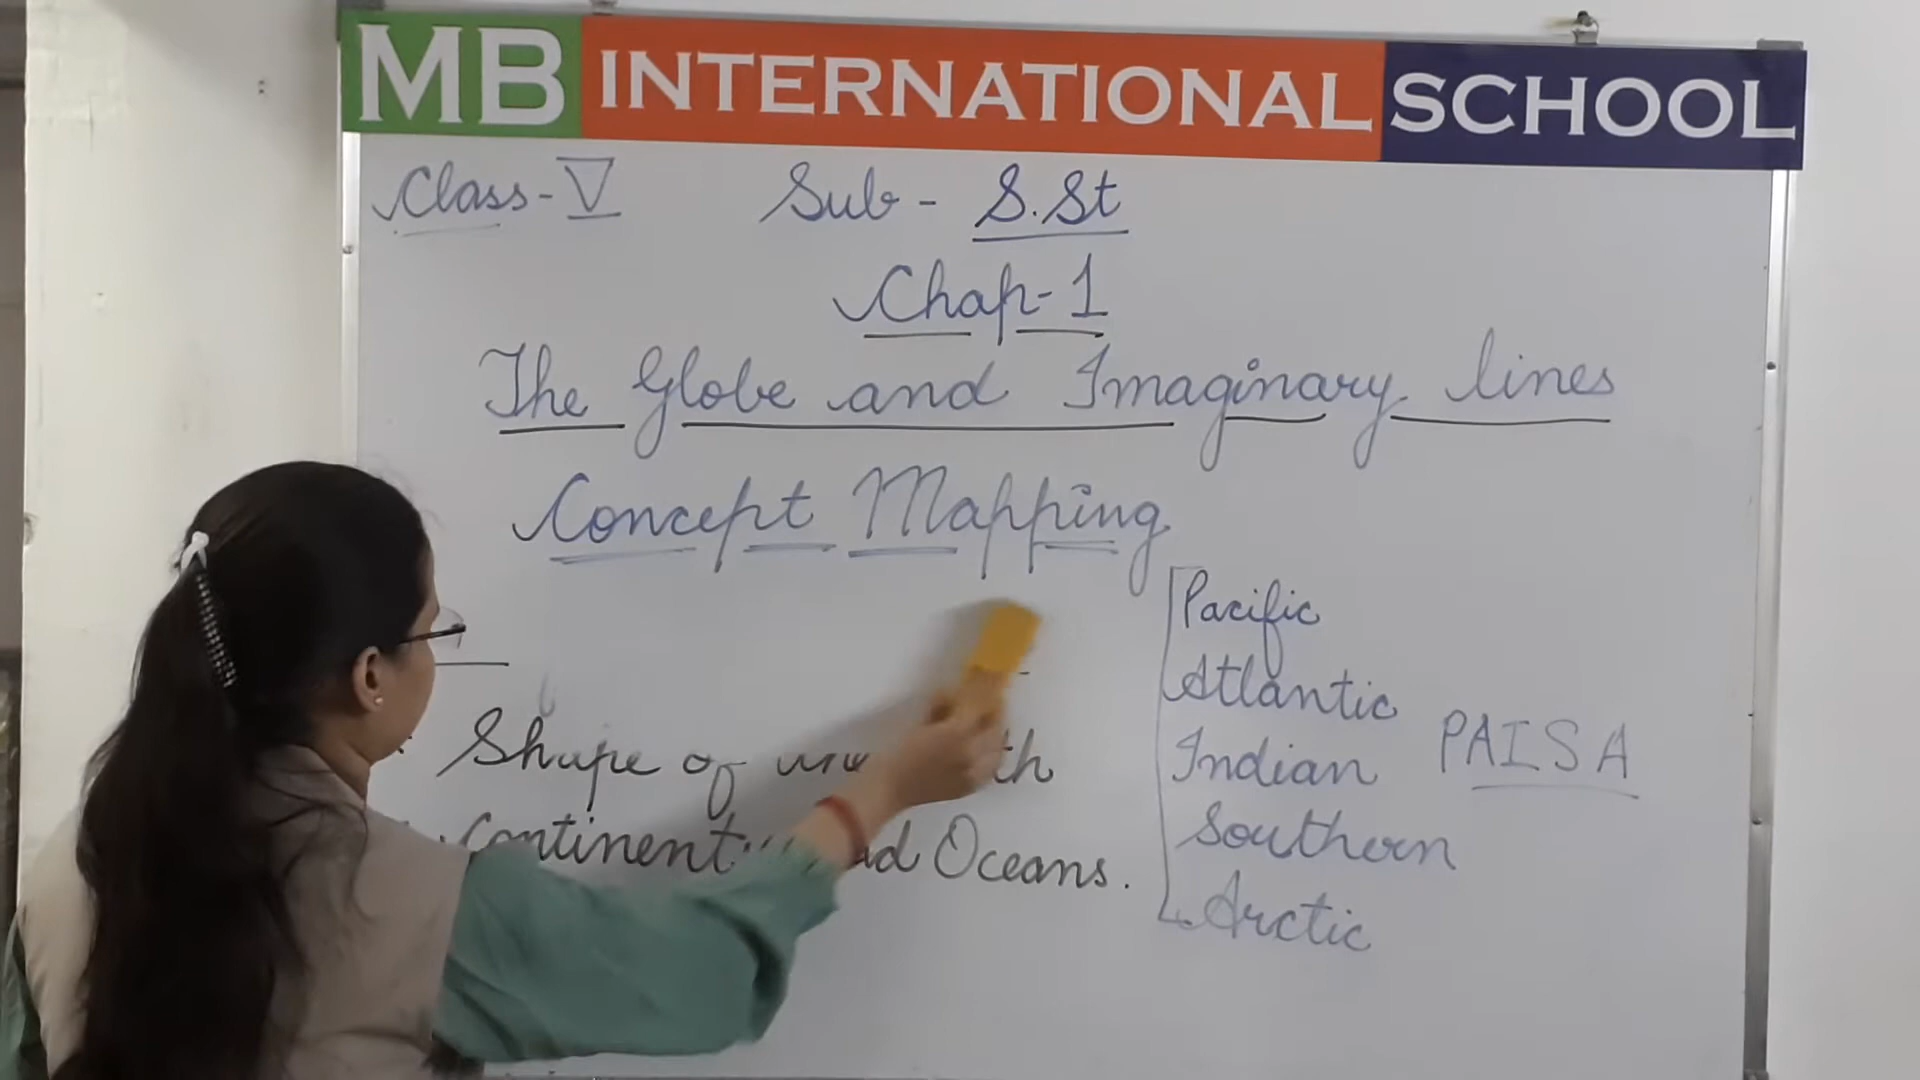 MB INTERNATIONAL SCHOOL
Class-V Sub - S.St
Chap-1
The Globe and Imaginary lines
Concept Mapping
Pacific
Atlantic
Indian
Southern
Arctic
PAISA
Shape of
Oceans.